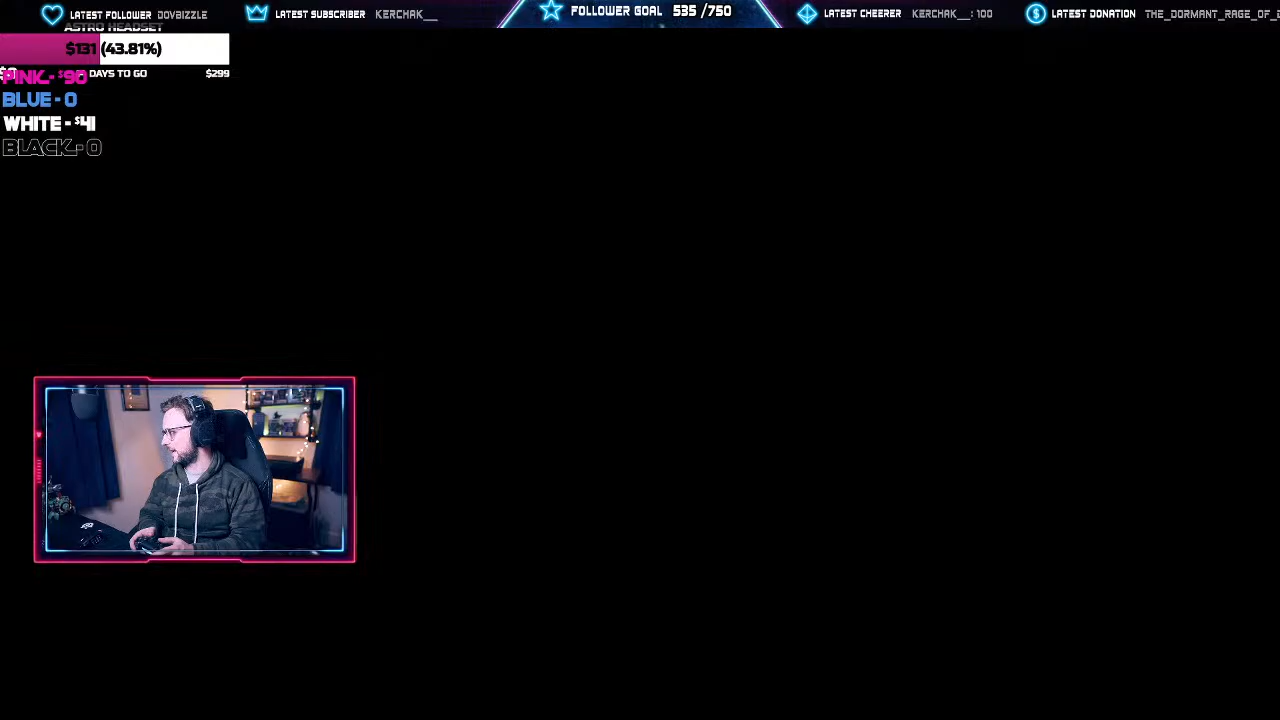 LATEST FOLLOWER DOVBIZZLE
LATEST SUBSCRIBER KERCHAK__
FOLLOWER GOAL 535 /750
LATEST CHEERER KERCHAK__: 100
LATEST DONATION THE_DORMANT_RAGE_OF_
ASTRO HEADSET
$131 (43.81%)
DAYS TO GO $299
PINK - $90
BLUE - 0
WHITE - $41
BLACK - 0